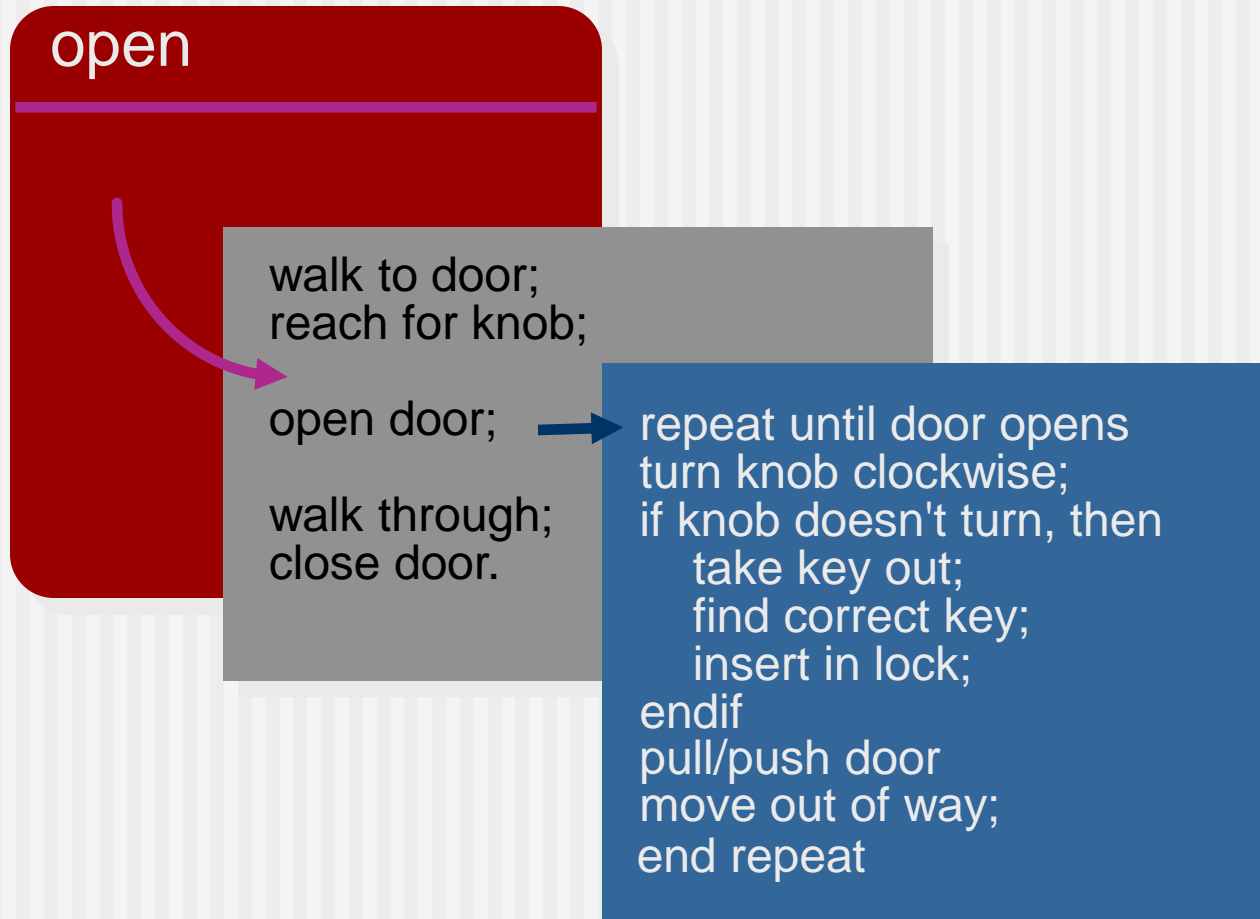 open
walk to door;
reach for knob;
open door;
walk through;
close door.
repeat until door opens
turn knob clockwise;
if knob doesn't turn, then
take key out;
find correct key;
insert in lock;
endif
pull/push door
move out of way;
end repeat